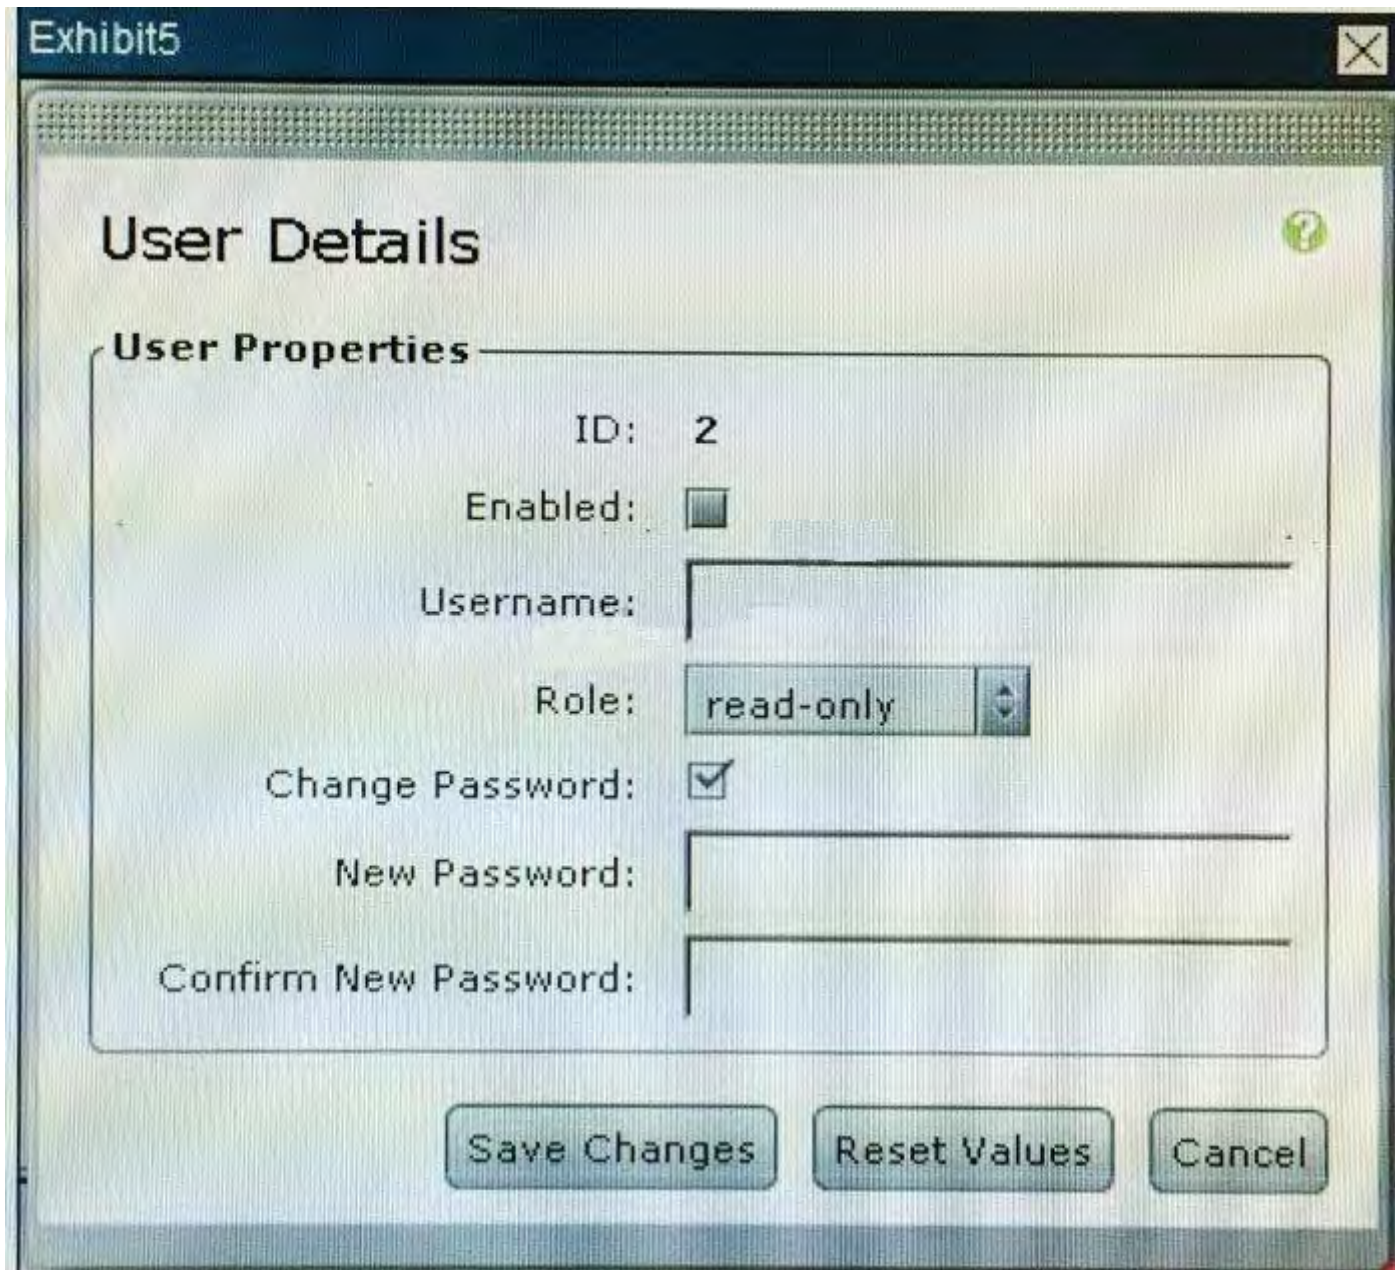 Exhibit5
User Details
User Properties
ID: 2
Enabled:
Username:
Role: read-only
Change Password:
New Password:
Confirm New Password:
Save Changes Reset Values Cancel